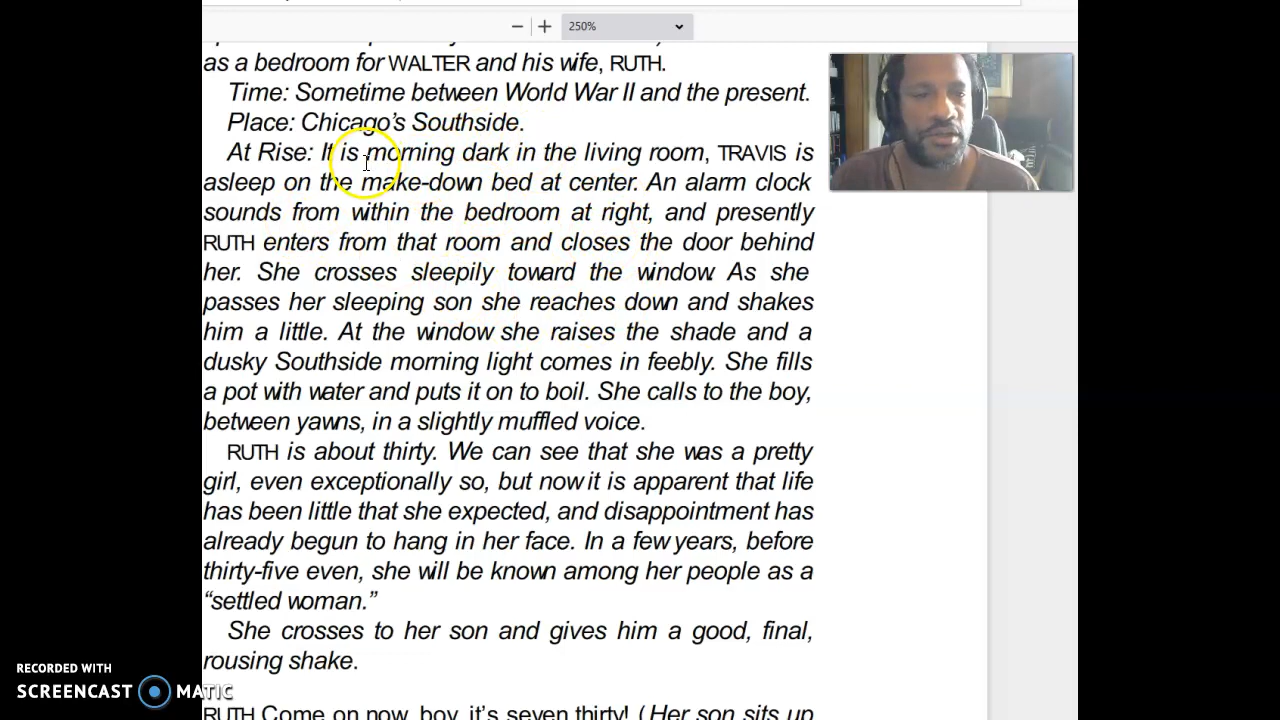 250%
as a bedroom for WALTER and his wife, RUTH.
Time: Sometime between World War II and the present.
Place: Chicago's Southside.
At Rise: It is morning dark in the living room, TRAVIS is
asleep on the make-down bed at center. An alarm clock
sounds from within the bedroom at right, and presently
RUTH enters from that room and closes the door behind
her. She crosses sleepily toward the window. As she
passes her sleeping son she reaches down and shakes
him a little. At the window she raises the shade and a
dusky Southside morning light comes in feebly. She fills
a pot with water and puts it on to boil. She calls to the boy,
between yawns, in a slightly muffled voice.
RUTH is about thirty. We can see that she was a pretty
girl, even exceptionally so, but now it is apparent that life
has been little that she expected, and disappointment has
already begun to hang in her face. In a few years, before
thirty-five even, she will be known among her people as a
“settled woman.”
She crosses to her son and gives him a good, final,
rousing shake.
RUTH Come on now, boy, it's seven thirty! (Her son sits up
RECORDED WITH
SCREENCAST MATIC